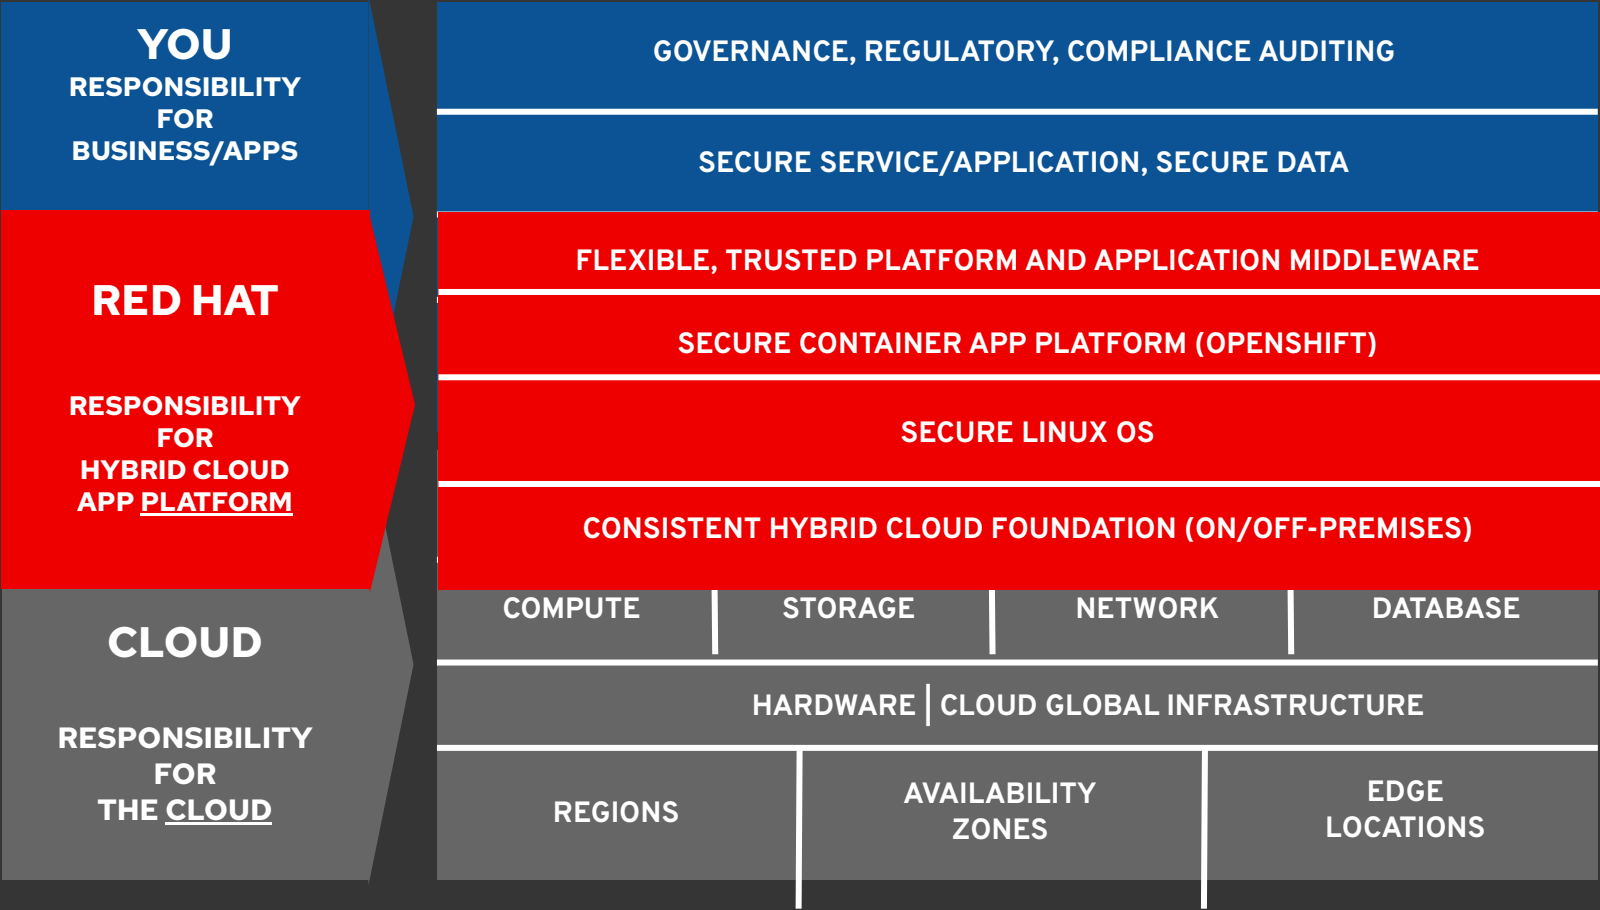 YOU
RESPONSIBILITY
FOR
BUSINESS/APPS
GOVERNANCE, REGULATORY, COMPLIANCE AUDITING
SECURE SERVICE/APPLICATION, SECURE DATA
RED HAT
RESPONSIBILITY
FOR
HYBRID CLOUD
APP PLATFORM
FLEXIBLE, TRUSTED PLATFORM AND APPLICATION MIDDLEWARE
SECURE CONTAINER APP PLATFORM (OPENSHIFT)
SECURE LINUX OS
CONSISTENT HYBRID CLOUD FOUNDATION (ON/OFF-PREMISES)
CLOUD
RESPONSIBILITY
FOR
THE CLOUD
COMPUTE
STORAGE
NETWORK
DATABASE
HARDWARE
CLOUD GLOBAL INFRASTRUCTURE
REGIONS
AVAILABILITY
ZONES
EDGE
LOCATIONS